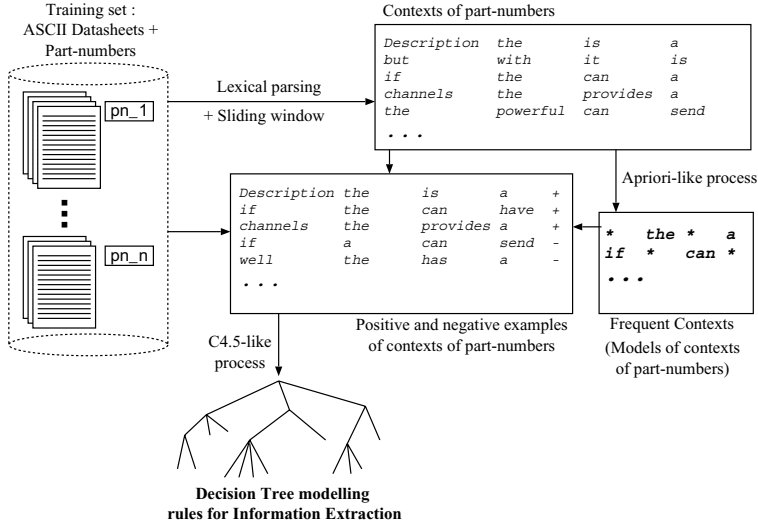 Training set :
ASCII Datasheets +
Part-numbers
pn_1
pn_n
Lexical parsing
+ Sliding window
Contexts of part-numbers
Description the is a
but with it is
if the can a
channels the provides a
the powerful can send
...
Apriori-like process
* the * a
if * can *
...
Frequent Contexts
(Models of contexts
of part-numbers)
Description the is a +
if the can have +
channels the provides a +
if a can send -
well the has a -
...
Positive and negative examples
of contexts of part-numbers
C4.5-like
process
Decision Tree modelling
rules for Information Extraction